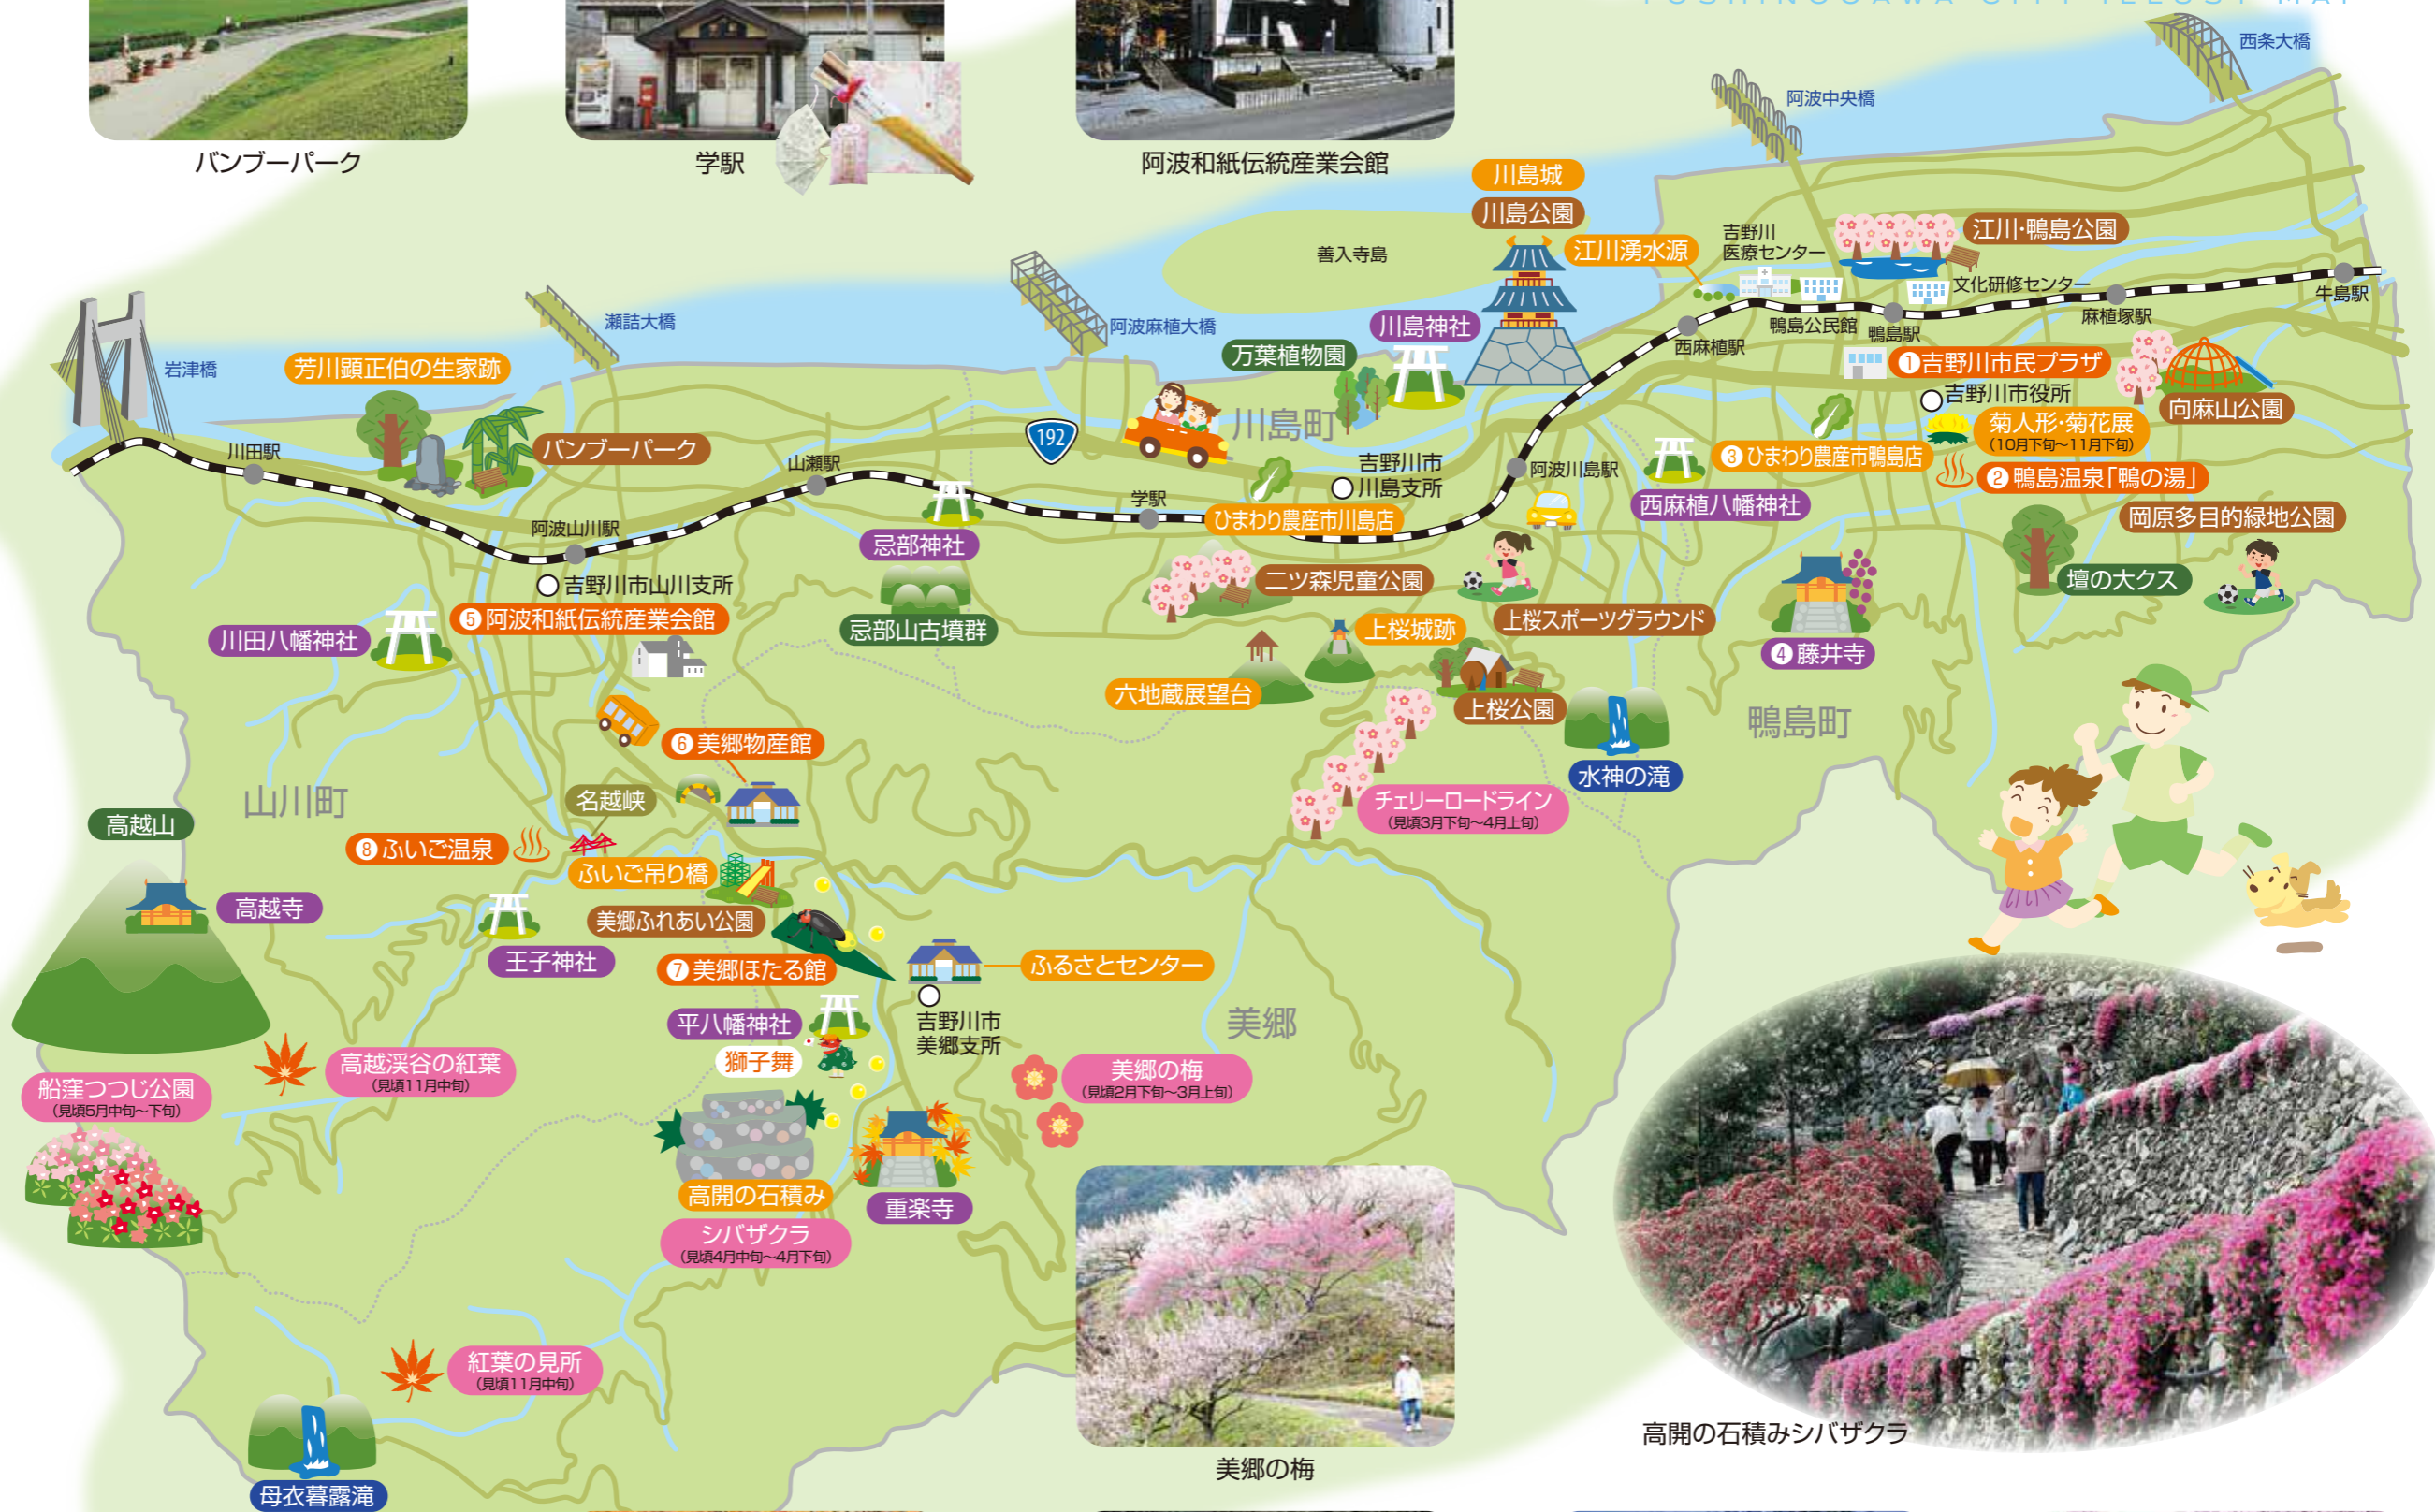 YOSHINOGAWA CITY ILLUST MAP
西条大橋
阿波中央橋
バンブーパーク
学駅
阿波和紙伝統産業会館
川島城
川島公園
江川湧水源
吉野川
医療センター
江川・鴨島公園
善入寺島
文化研修センター
牛島駅
麻植塚駅
鴨島公民館
鴨島駅
西麻植駅
瀬詰大橋
阿波麻植大橋
川島神社
万葉植物園
岩津橋
芳川顕正伯の生家跡
❶吉野川市民プラザ
吉野川市役所
向麻山公園
菊人形・菊花展
(10月下旬〜11月下旬)
川島町
192
川田駅
バンブーパーク
山瀬駅
吉野川市
川島支所
阿波川島駅
❸ひまわり農産市鴨島店
❷鴨島温泉「鴨の湯」
学駅
ひまわり農産市川島店
西麻植八幡神社
岡原多目的緑地公園
阿波山川駅
忌部神社
吉野川市山川支所
二ツ森児童公園
壇の大クス
❺阿波和紙伝統産業会館
忌部山古墳群
上桜城跡
上桜スポーツグラウンド
川田八幡神社
❹藤井寺
六地蔵展望台
上桜公園
鴨島町
❻美郷物産館
水神の滝
山川町
名越峡
チェリーロードライン
(見頃3月下旬〜4月上旬)
高越山
❽ふいご温泉
ふいご吊り橋
高越寺
美郷ふれあい公園
王子神社
❼美郷ほたる館
ふるさとセンター
平八幡神社
吉野川市
美郷支所
美郷
獅子舞
高越渓谷の紅葉
(見頃11月中旬)
美郷の梅
(見頃2月下旬〜3月上旬)
船窪つつじ公園
(見頃5月中旬〜下旬)
高開の石積み
重楽寺
シバザクラ
(見頃4月中旬〜4月下旬)
紅葉の見所
(見頃11月中旬)
高開の石積みシバザクラ
美郷の梅
母衣暮露滝